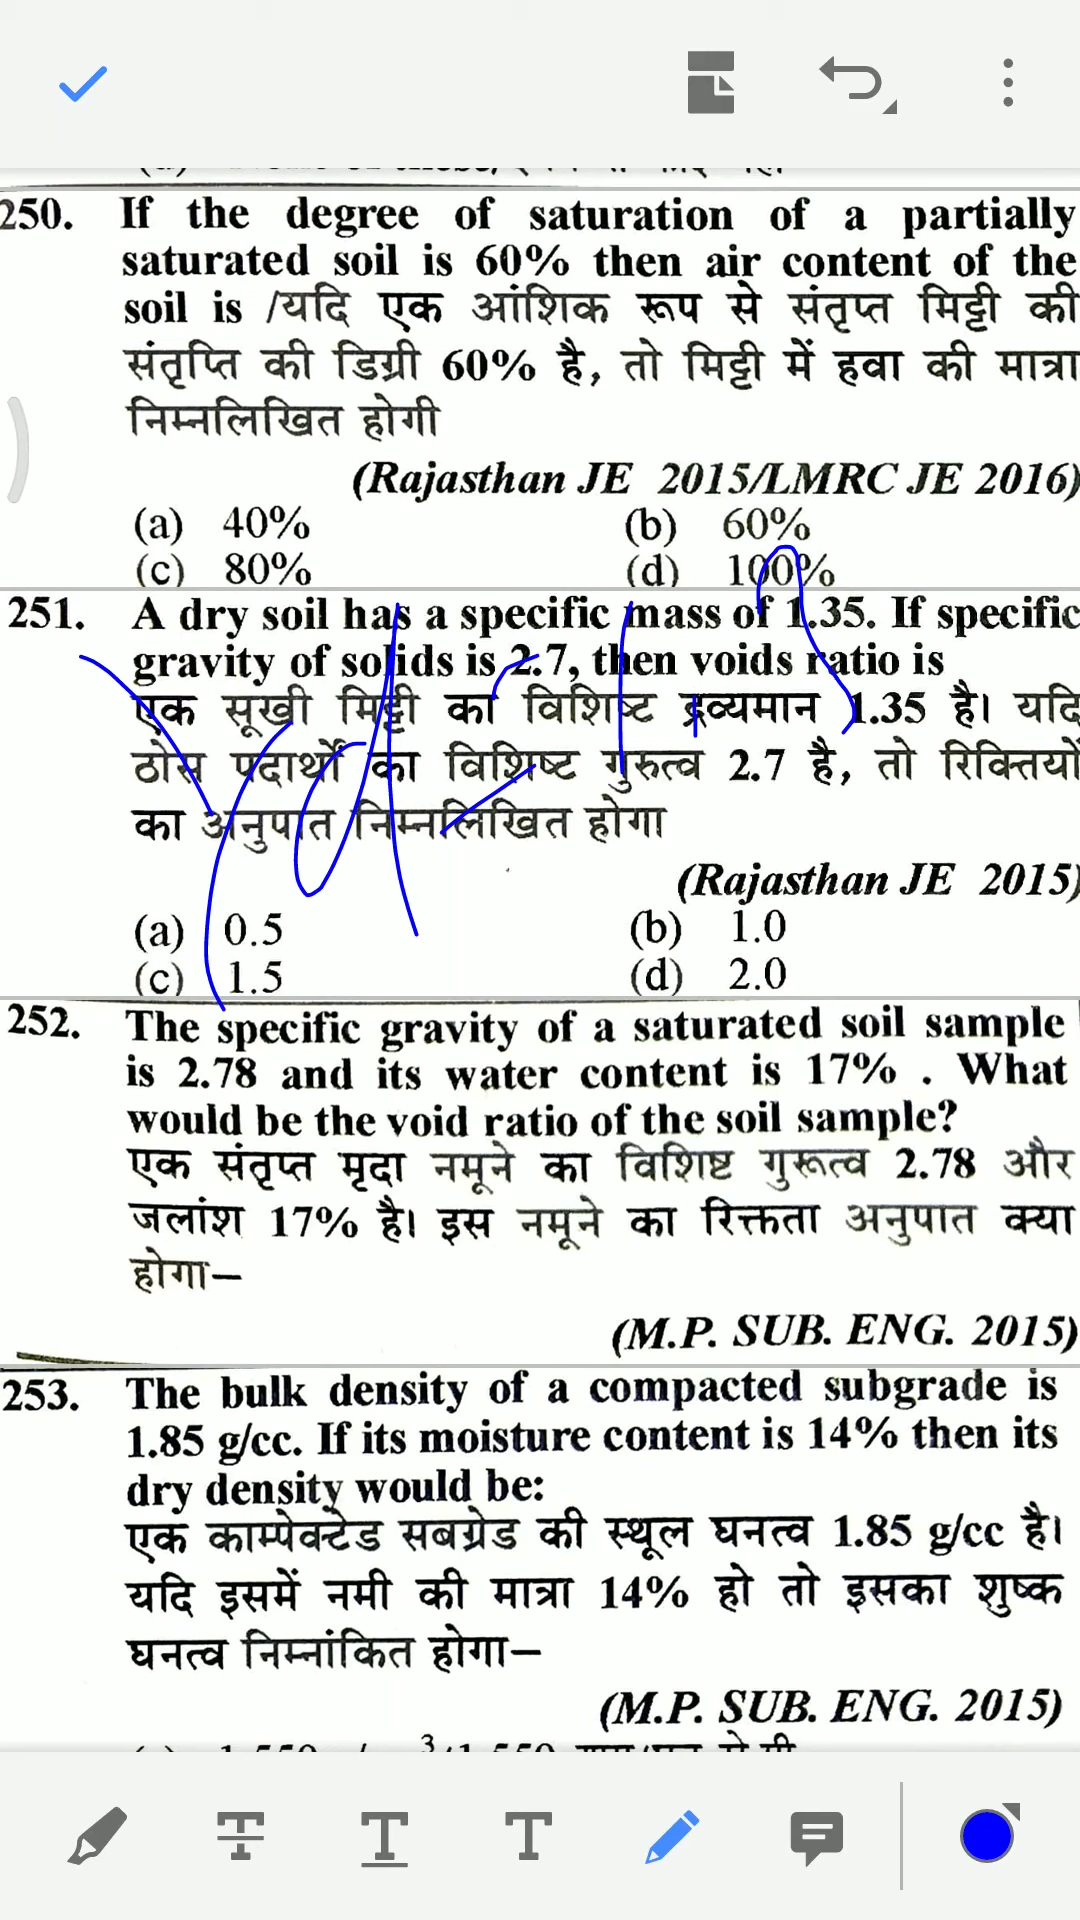 250. If the degree of saturation of a partially
saturated soil is 60% then air content of the
soil is /यदि एक आंशिक रूप से संतृप्त मिट्टी की
संतृप्ति की डिग्री 60% है, तो मिट्टी में हवा की मात्रा
निम्नलिखित होगी
(Rajasthan JE 2015/LMRC JE 2016)
(a) 40% (b) 60%
(c) 80% (d) 100%
251. A dry soil has a specific mass of 1.35. If specific
gravity of solids is 2.7, then voids ratio is
एक सूखी मिट्टी का विशिष्ट द्रव्यमान 1.35 है। यदि
ठोस पदार्थों का विशिष्ट गुरुत्व 2.7 है, तो रिक्तियों
का अनुपात निम्नलिखित होगा
(Rajasthan JE 2015)
(a) 0.5 (b) 1.0
(c) 1.5 (d) 2.0
252. The specific gravity of a saturated soil sample
is 2.78 and its water content is 17% . What
would be the void ratio of the soil sample?
एक संतृप्त मृदा नमूने का विशिष्ट गुरूत्व 2.78 और
जलांश 17% है। इस नमूने का रिक्तता अनुपात क्या
होगा–
(M.P. SUB. ENG. 2015)
253. The bulk density of a compacted subgrade is
1.85 g/cc. If its moisture content is 14% then its
dry density would be:
एक काम्पेक्टेड सबग्रेड की स्थूल घनत्व 1.85 g/cc है।
यदि इसमें नमी की मात्रा 14% हो तो इसका शुष्क
घनत्व निम्नांकित होगा–
(M.P. SUB. ENG. 2015)